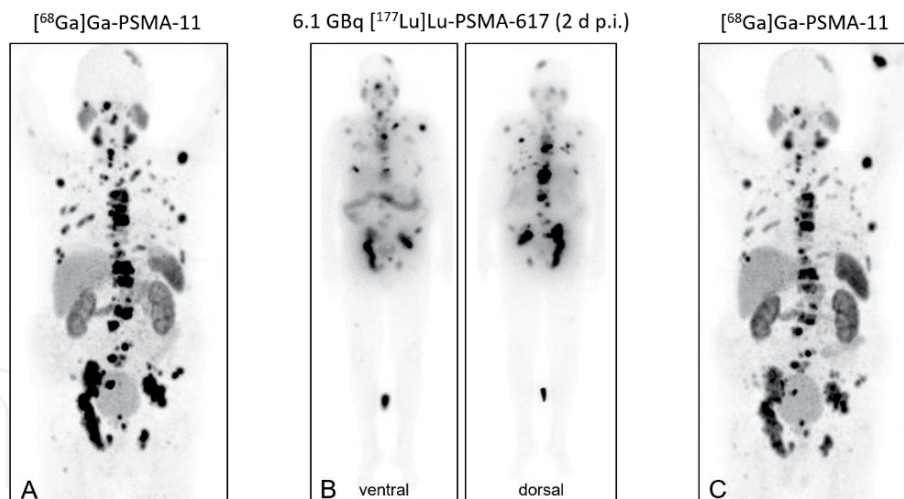 [⁶⁸Ga]Ga-PSMA-11
6.1 GBq [¹⁷⁷Lu]Lu-PSMA-617 (2 d p.i.)
[⁶⁸Ga]Ga-PSMA-11
A
B
ventral
dorsal
C